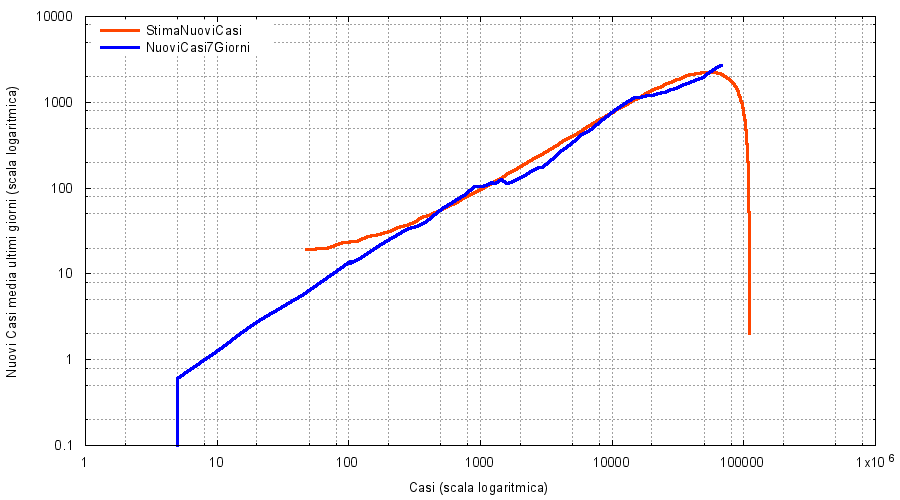 10000
1000
100
10
1
0.1
StimaNuoviCasi
NuoviCasi7Giorni
Nuovi Casi media ultimi giorni (scala logaritmica)
1 10 100 1000 10000 100000 1x10 6
Casi (scala logaritmica)